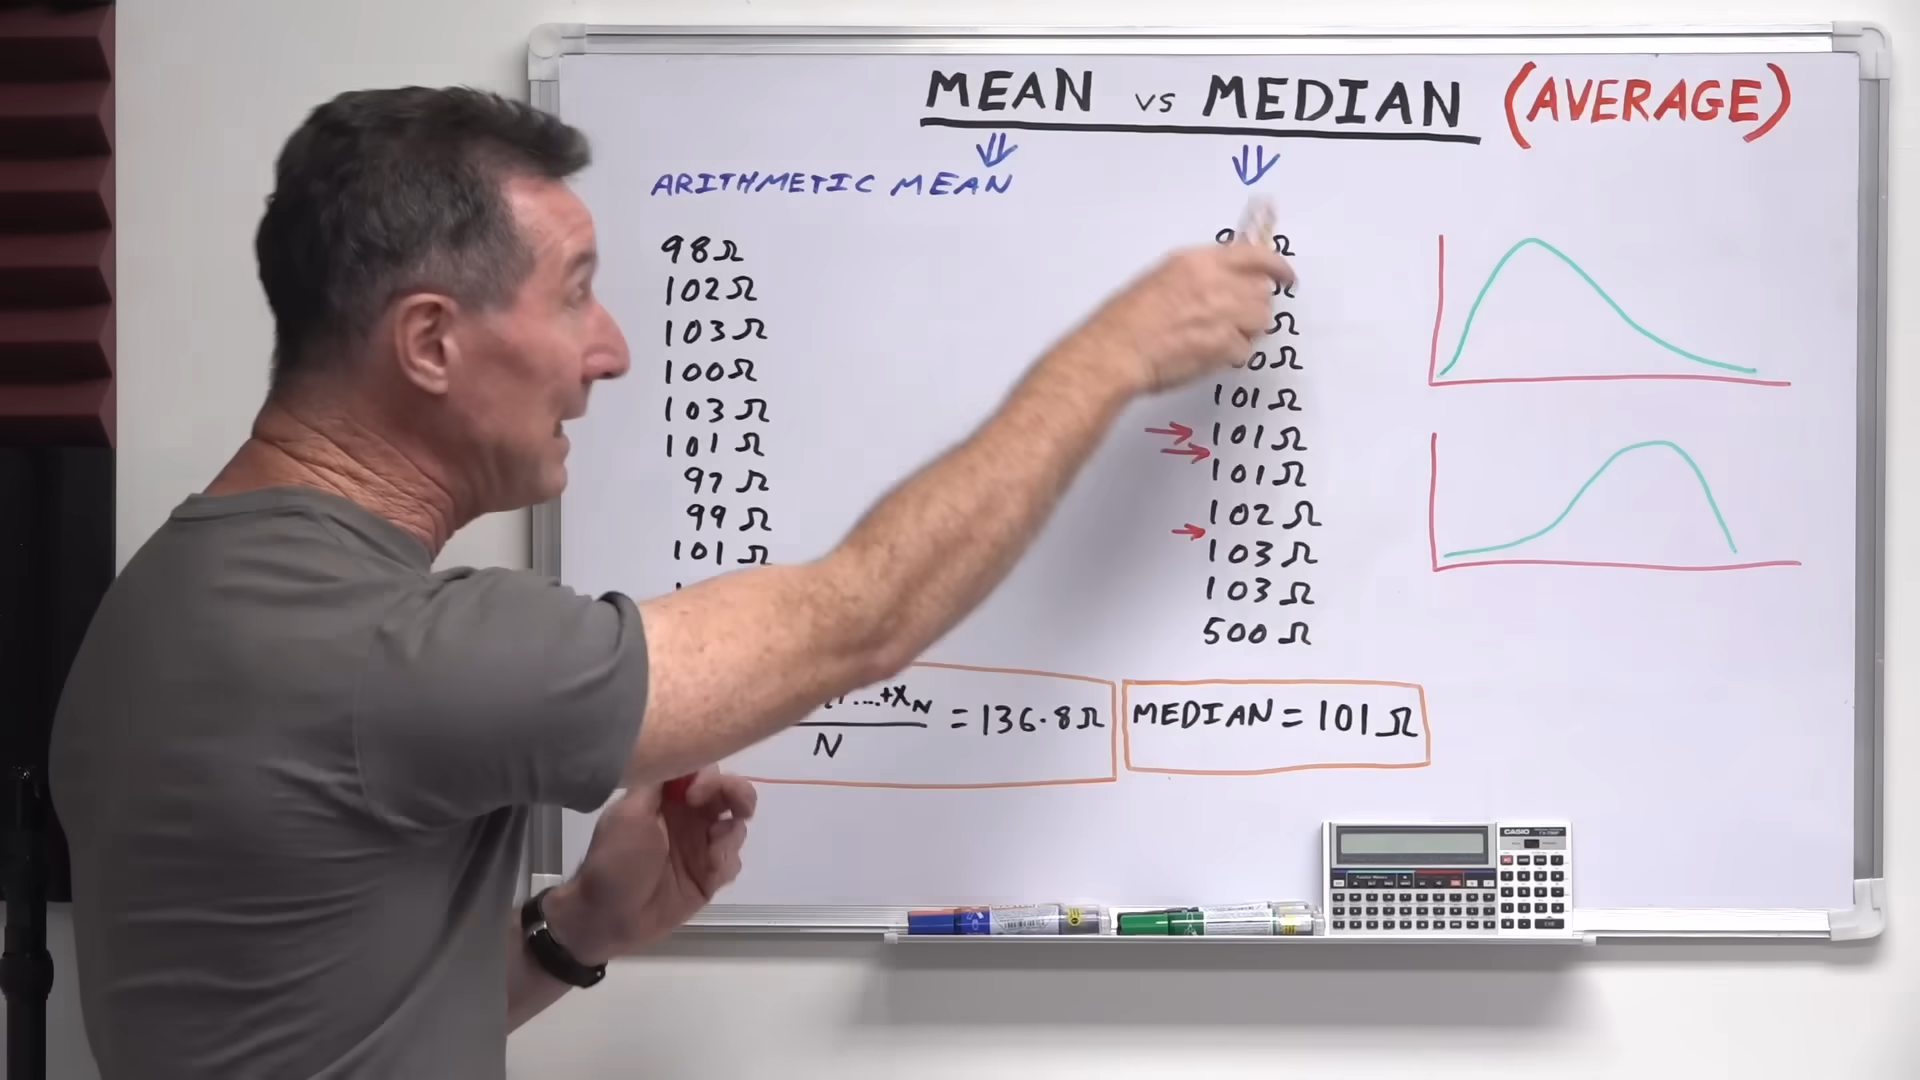 MEAN vs MEDIAN (AVERAGE)
ARITHMETIC MEAN
98Ω
102Ω
103Ω
100Ω
103Ω
101Ω
97Ω
99Ω
101Ω
Ω
Ω
Ω
Ω
101Ω
101Ω
101Ω
102Ω
103Ω
103Ω
500Ω
...+XN
N
= 136.8Ω
MEDIAN = 101Ω
CASIO